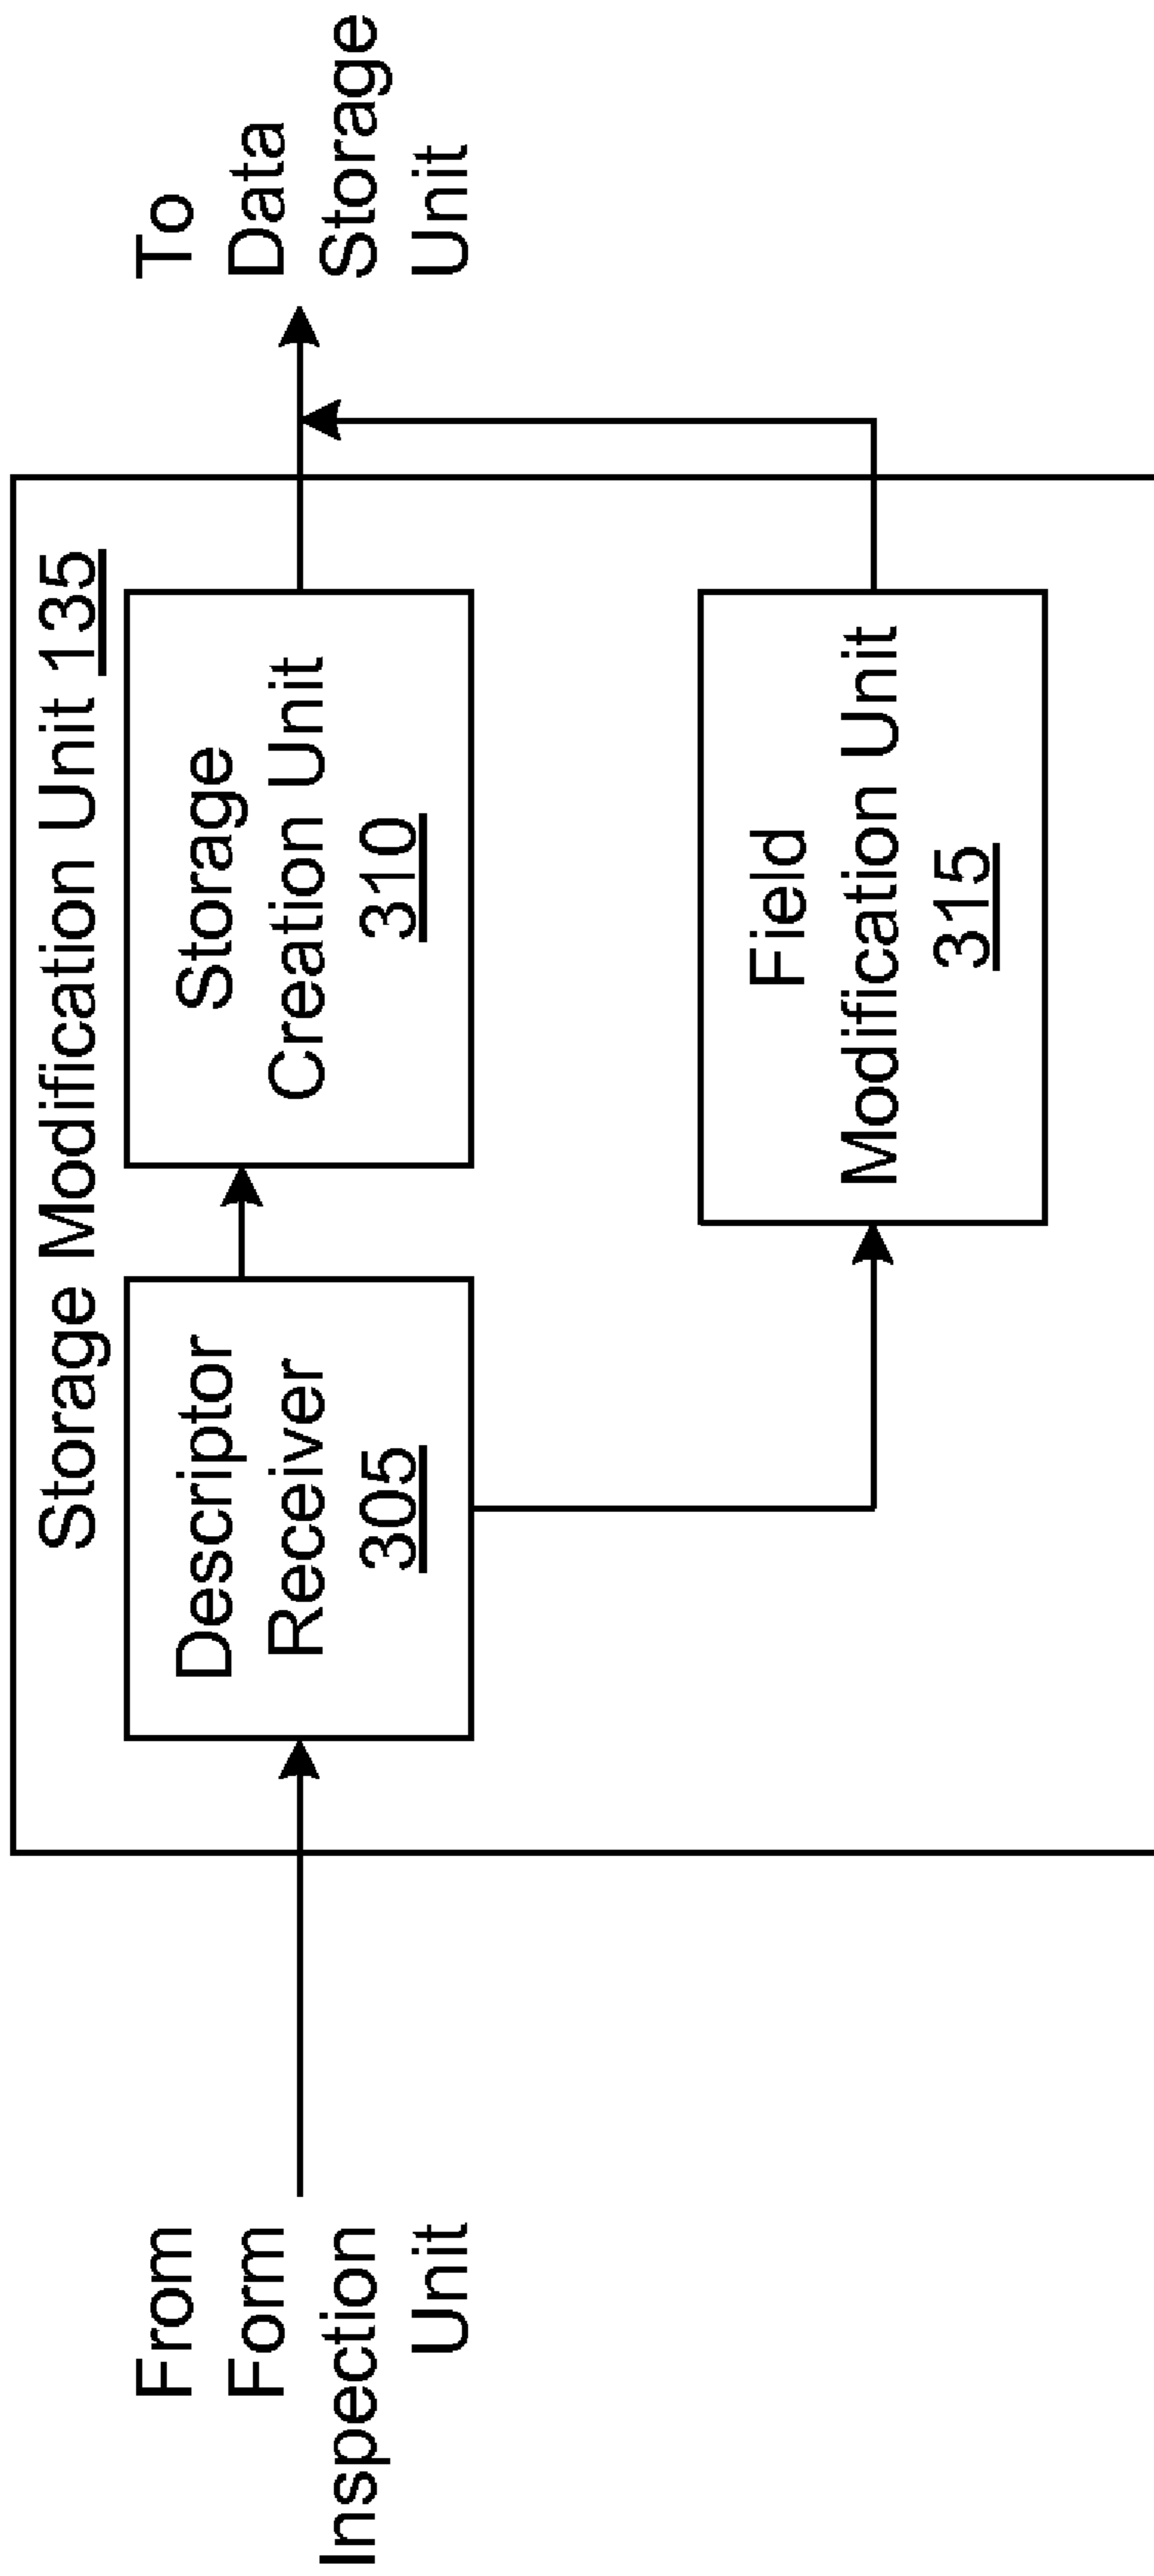 Storage Modification Unit 135
From
Form
Inspection
Unit
Descriptor
Receiver
305
Storage
Creation Unit
310
Field
Modification Unit
315
To
Data
Storage
Unit